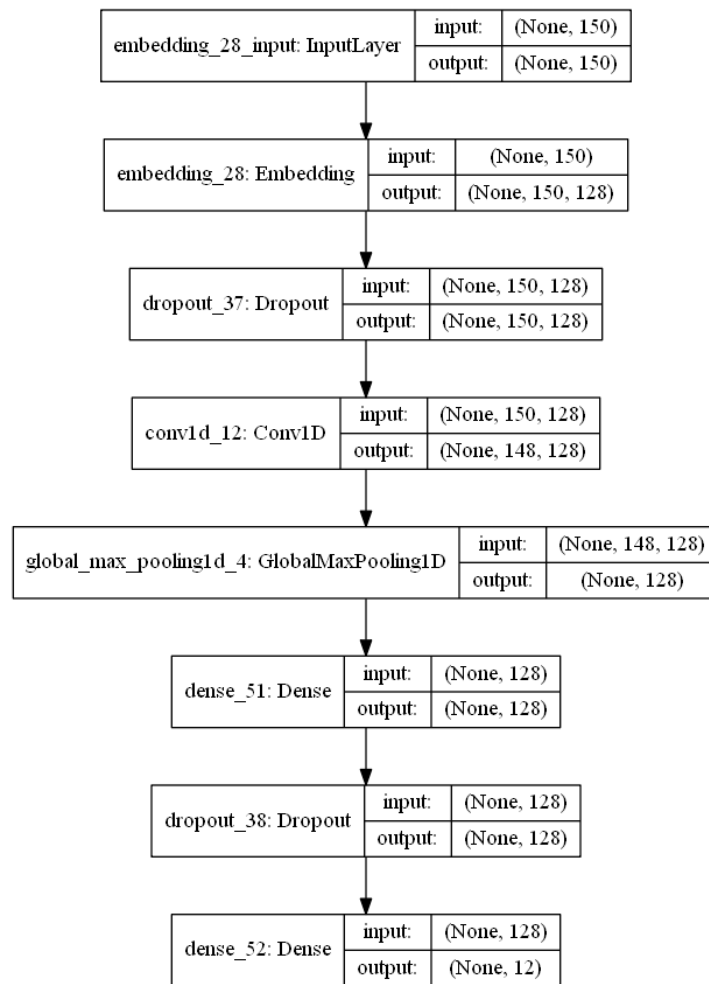 embedding_28_input: InputLayer
input: (None, 150)
output: (None, 150)
embedding_28: Embedding
input: (None, 150)
output: (None, 150, 128)
dropout_37: Dropout
input: (None, 150, 128)
output: (None, 150, 128)
conv1d_12: Conv1D
input: (None, 150, 128)
output: (None, 148, 128)
global_max_pooling1d_4: GlobalMaxPooling1D
input: (None, 148, 128)
output: (None, 128)
dense_51: Dense
input: (None, 128)
output: (None, 128)
dropout_38: Dropout
input: (None, 128)
output: (None, 128)
dense_52: Dense
input: (None, 128)
output: (None, 12)